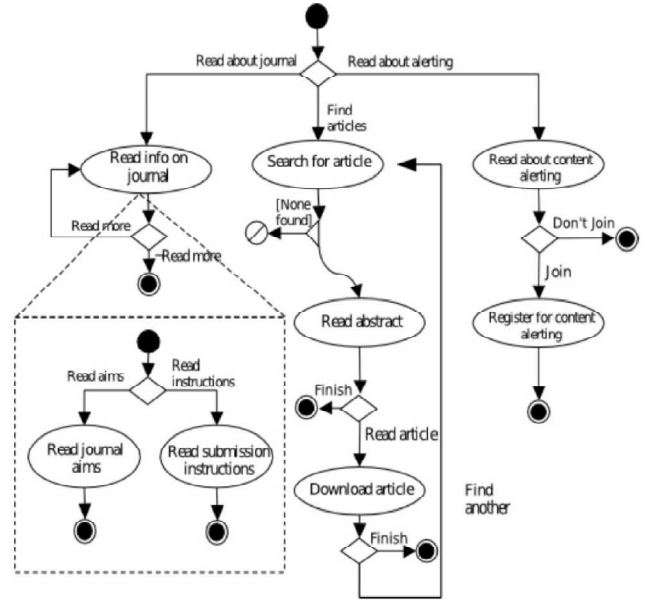 Read about journal
Read about alerting
Find
articles
Read info on
journal
Search for article
Read about content
alerting
[None
found]
Read more
¬Read more
Don't Join
Join
Read abstract
Register for content
alerting
Read aims
Read
instructions
Finish
Read article
Read journal
aims
Read submission
instructions
Download article
Find
another
Finish